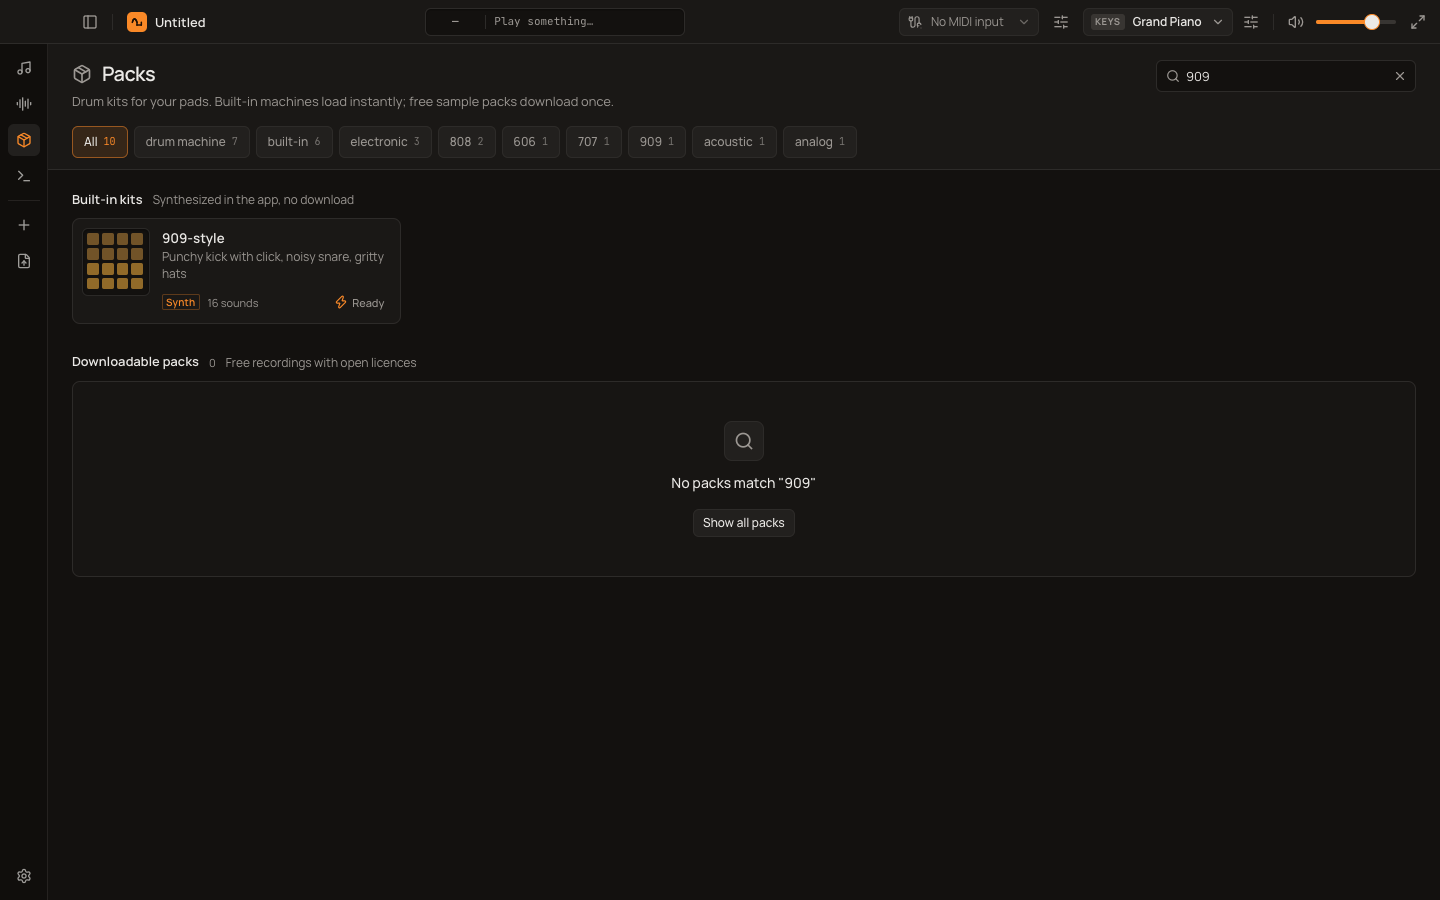 Untitled
–
Play something…
No MIDI input
KEYS
Grand Piano
Packs
909
Drum kits for your pads. Built-in machines load instantly; free sample packs download once.
All 10
drum machine 7
built-in 6
electronic 3
808 2
606 1
707 1
909 1
acoustic 1
analog 1
Built-in kits Synthesized in the app, no download
909-style
Punchy kick with click, noisy snare, gritty
hats
Synth 16 sounds Ready
Downloadable packs 0 Free recordings with open licences
No packs match "909"
Show all packs